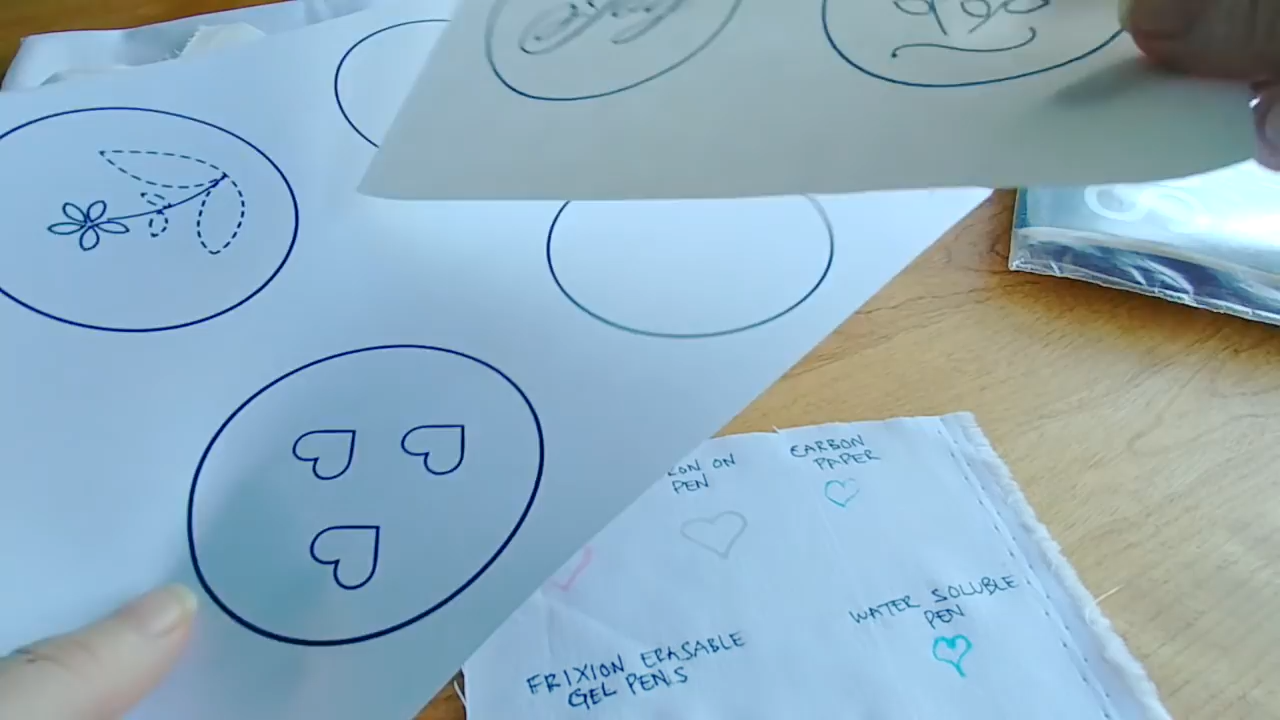 ON ON
PEN
CARBON
PAPER
WATER SOLUBLE
PEN
FRIXION ERASABLE
GEL PENS